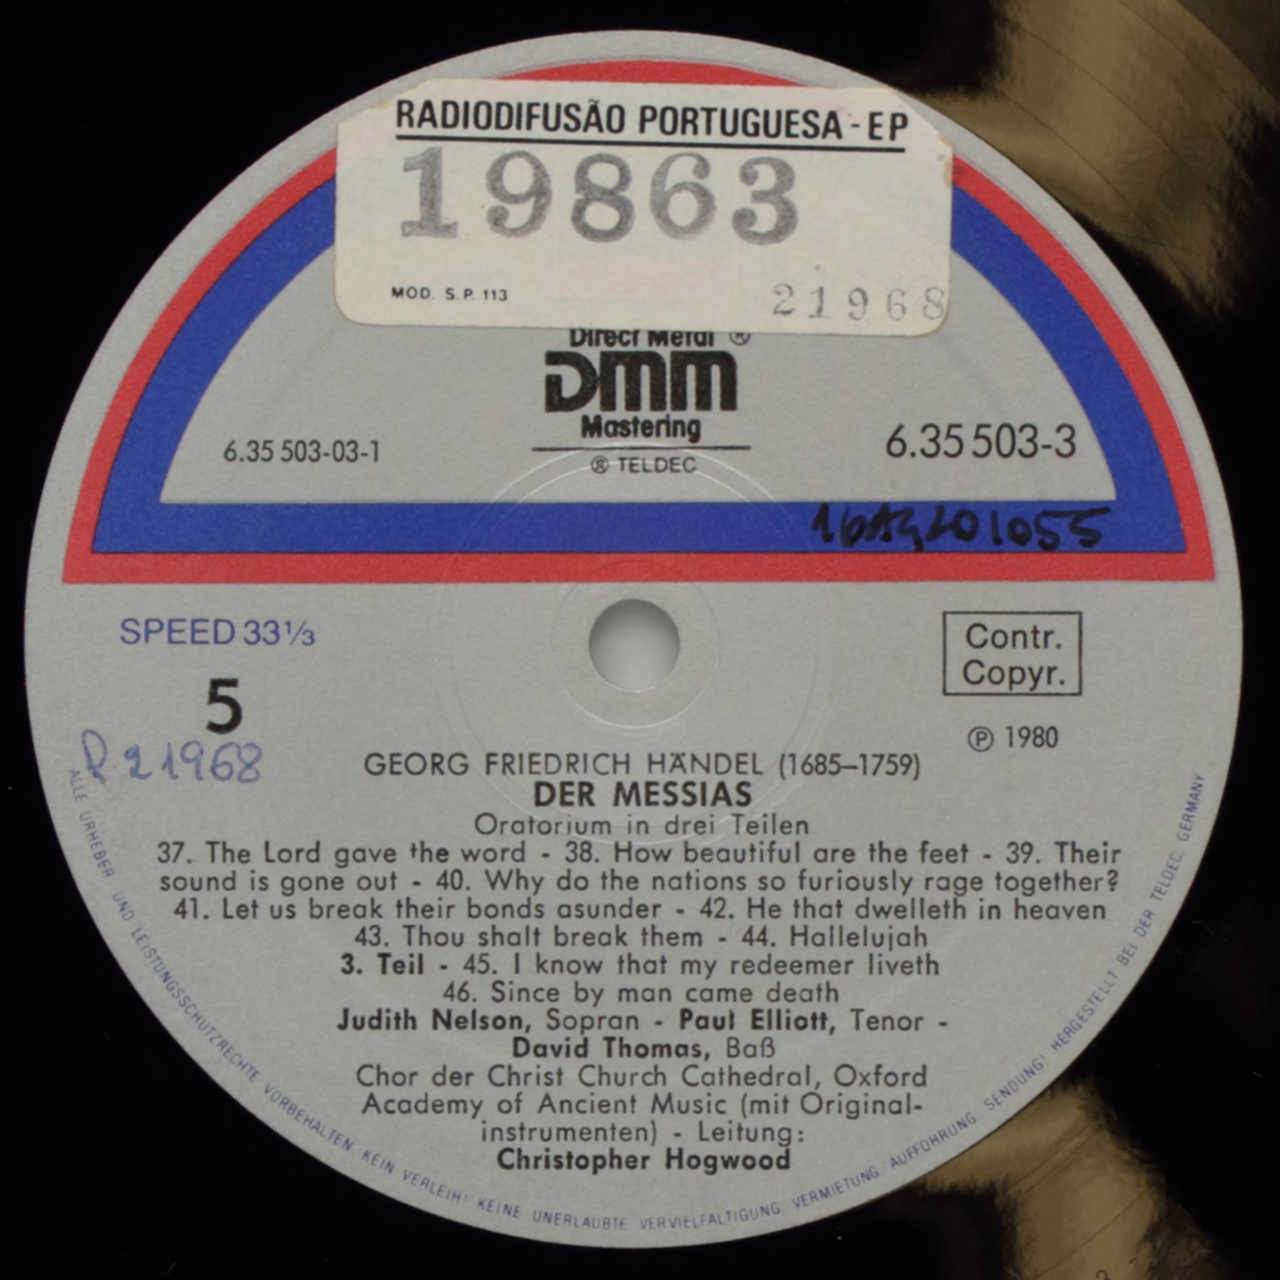 RADIODIFUSÃO PORTUGUESA - EP
19863
MOD. S.P. 113
21968
Direct Metal ®
DMM
Mastering
® TELDEC
6.35 503-03-1
6.35 503-3
SPEED 33⅓
5
Contr.
Copyr.
℗ 1980
P. 21968
GEORG FRIEDRICH HÄNDEL (1685–1759)
DER MESSIAS
Oratorium in drei Teilen
37. The Lord gave the word - 38. How beautiful are the feet - 39. Their
sound is gone out - 40. Why do the nations so furiously rage together?
41. Let us break their bonds asunder - 42. He that dwelleth in heaven
43. Thou shalt break them - 44. Hallelujah
3. Teil - 45. I know that my redeemer liveth
46. Since by man came death
Judith Nelson, Sopran - Paul Elliott, Tenor -
David Thomas, Baß
Chor der Christ Church Cathedral, Oxford
Academy of Ancient Music (mit Original-
instrumenten) - Leitung:
Christopher Hogwood
ALLE URHEBER UND LEISTUNGSSCHUTZRECHTE VORBEHALTEN. KEIN VERLEIH! KEINE UNERLAUBTE VERVIELFÄLTIGUNG, VERMIETUNG, AUFFÜHRUNG, SENDUNG! HERGESTELLT BEI DER TELDEC, GERMANY